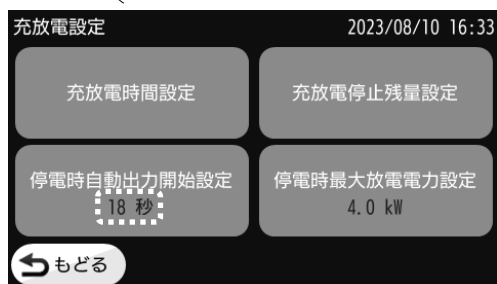 充放電設定 2023/08/10 16:33
充放電時間設定
充放電停止残量設定
停電時自動出力開始設定
18 秒
停電時最大放電電力設定
4.0 kW
もどる